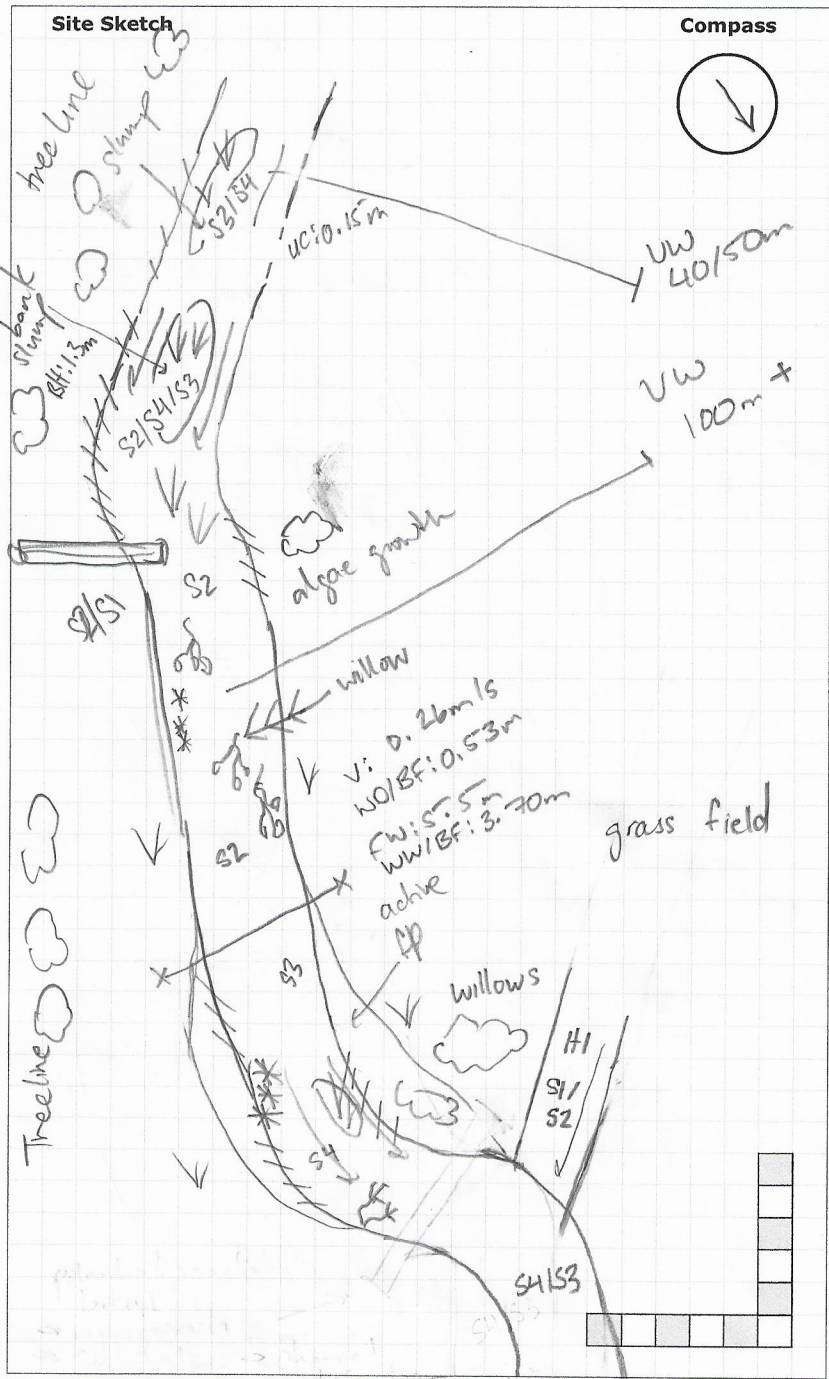 Site Sketch
Compass
tree line
slump
S3/S4
UC:0.15m
UW
40/50m
bank
slump
BH:1.3m
S2/S4/S3
UW
100m +
algae growth
S2
S2/S1
willow
V: 0.26m/s
WD/BF:0.53m
FW:5.5m
WW/BF:3.70m
S2
grass field
active
fp
S3
willows
Treeline
H1
S1/
S2
S4
S4/S3